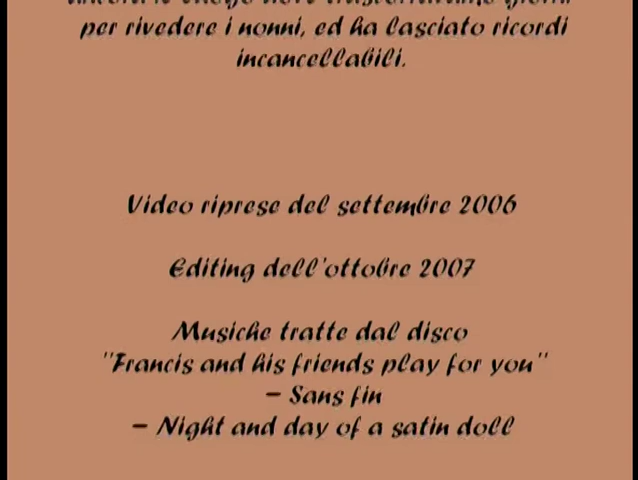 per rivedere i nonni, ed ha lasciato ricordi
incancellabili.
Video riprese del settembre 2006
Editing dell'ottobre 2007
Musiche tratte dal disco
"Francis and his friends play for you"
– Sans fin
– Night and day of a satin doll